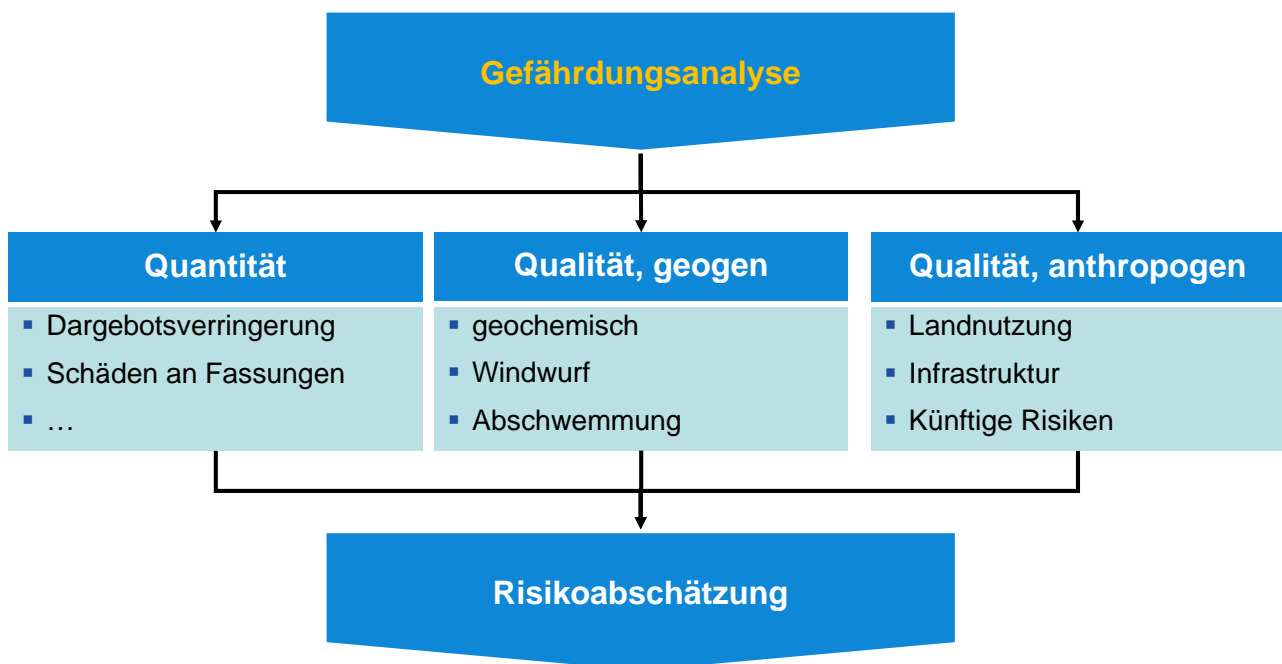 Gefährdungsanalyse
Quantität
▪ Dargebotsverringerung
▪ Schäden an Fassungen
▪ …
Qualität, geogen
▪ geochemisch
▪ Windwurf
▪ Abschwemmung
Qualität, anthropogen
▪ Landnutzung
▪ Infrastruktur
▪ Künftige Risiken
Risikoabschätzung